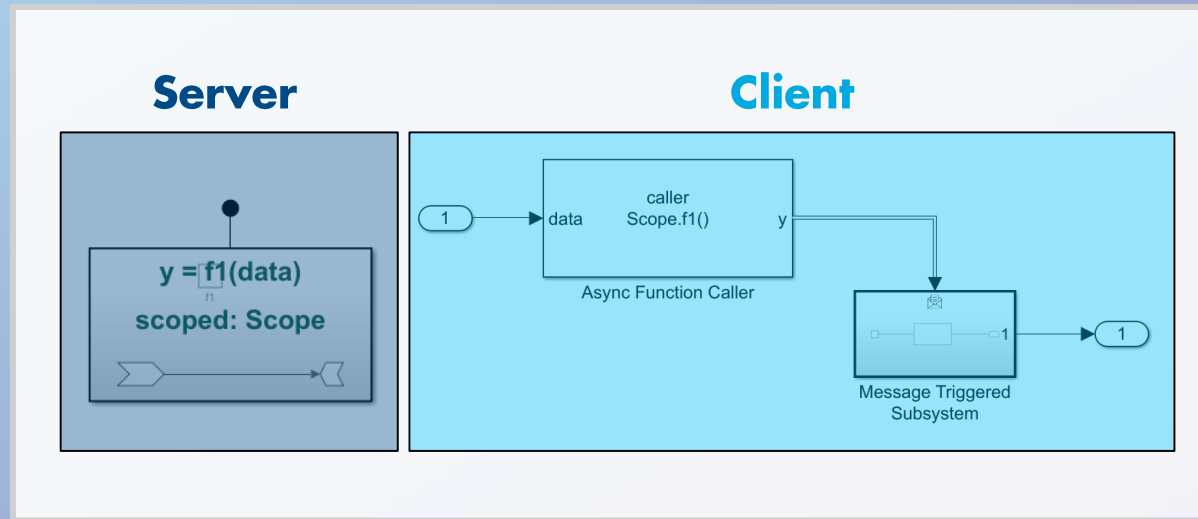 Server
Client
y = f1(data)
f1
scoped: Scope
1
data
caller
Scope.f1()
y
Async Function Caller
1
1
Message Triggered
Subsystem